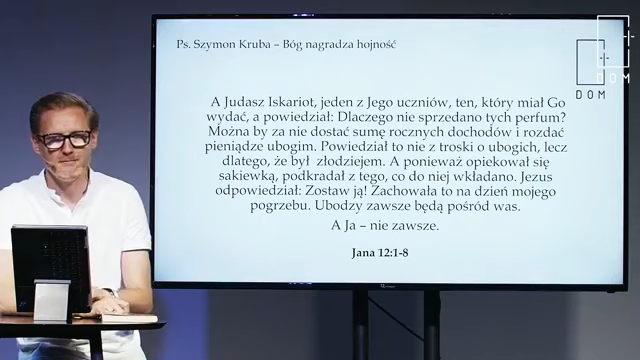 Ps. Szymon Kruba – Bóg nagradza hojność
DOM
DOM
A Judasz Iskariot, jeden z Jego uczniów, ten, który miał Go
wydać, a powiedział: Dlaczego nie sprzedano tych perfum?
Można by za nie dostać sumę rocznych dochodów i rozdać
pieniądze ubogim. Powiedział to nie z troski o ubogich, lecz
dlatego, że był złodziejem. A ponieważ opiekował się
sakiewką, podkradał z tego, co do niej wkładano. Jezus
odpowiedział: Zostaw ją! Zachowała to na dzień mojego
pogrzebu. Ubodzy zawsze będą pośród was.
A Ja – nie zawsze.
Jana 12:1-8